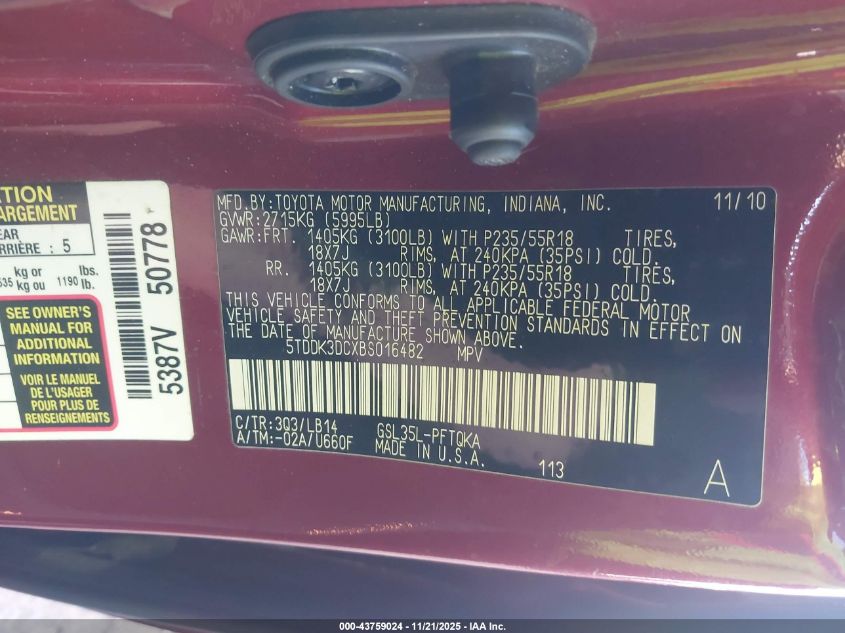 MFD.BY:TOYOTA MOTOR MANUFACTURING, INDIANA, INC. 11/10
GVWR:2715KG (5995LB)
GAWR:FRT. 1405KG (3100LB) WITH P235/55R18 TIRES,
18X7J RIMS, AT 240KPA (35PSI) COLD.
RR. 1405KG (3100LB) WITH P235/55R18 TIRES,
18X7J RIMS, AT 240KPA (35PSI) COLD.
THIS VEHICLE CONFORMS TO ALL APPLICABLE FEDERAL MOTOR
VEHICLE SAFETY AND THEFT PREVENTION STANDARDS IN EFFECT ON
THE DATE OF MANUFACTURE SHOWN ABOVE.
5TDDK3DCXBS016482 MPV
C/TR:3Q3/LB14 GSL35L-PFTQKA
A/TM:-02A/U660F MADE IN U.S.A.
113
A
ATION
ARGEMENT
EAR
ARRIÈRE : 5
kg or lbs.
535 kg ou 1190 lb.
SEE OWNER'S
MANUAL FOR
ADDITIONAL
INFORMATION
VOIR LE MANUEL
DE L'USAGER
POUR PLUS DE
RENSEIGNEMENTS
5387V 50778
000-43759024 - 11/21/2025 - IAA Inc.